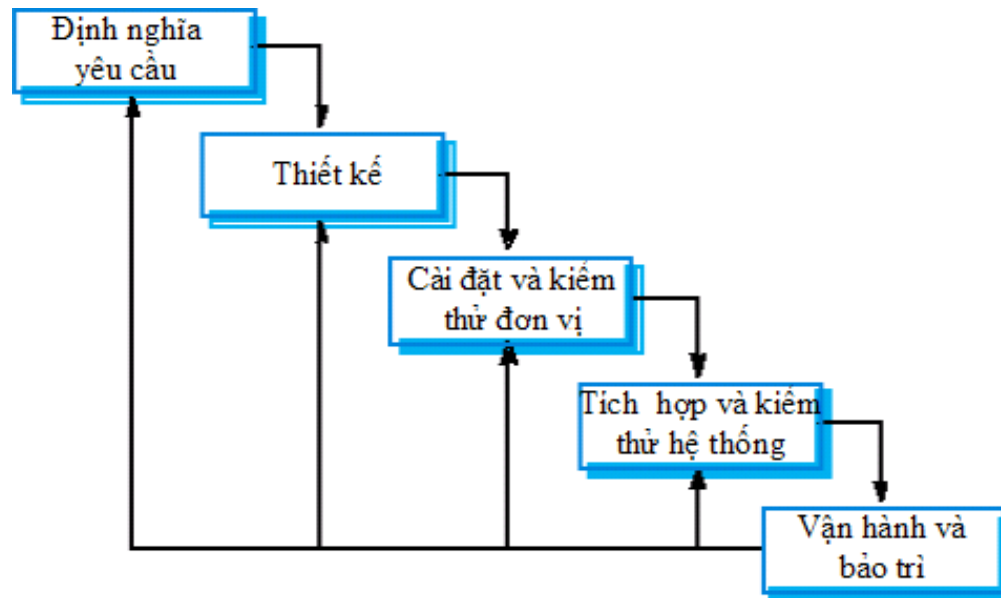 Định nghĩa
yêu cầu
Thiết kế
Cài đặt và kiểm
thử đơn vị
Tích hợp và kiểm
thử hệ thống
Vận hành và
bảo trì